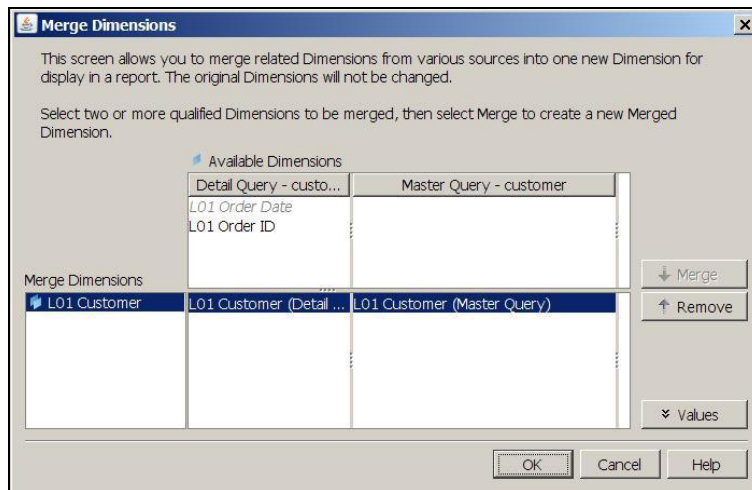 Merge Dimensions
This screen allows you to merge related Dimensions from various sources into one new Dimension for
display in a report. The original Dimensions will not be changed.
Select two or more qualified Dimensions to be merged, then select Merge to create a new Merged
Dimension.
Available Dimensions
Detail Query - custo... Master Query - customer
L01 Order Date
L01 Order ID
Merge
Merge Dimensions
L01 Customer L01 Customer (Detail ... L01 Customer (Master Query)
Remove
Values
OK Cancel Help